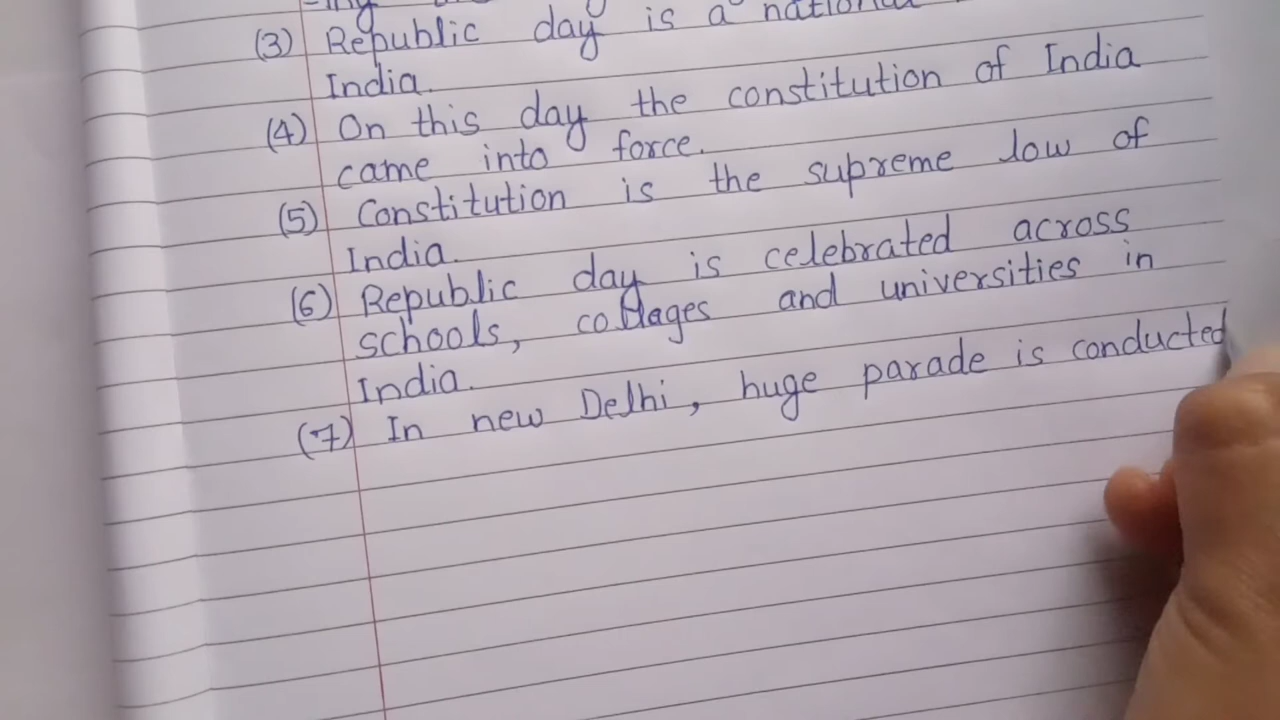 (3) Republic day is a national
India.
(4) On this day the constitution of India
came into force.
(5) Constitution is the supreme low of
India.
(6) Republic day is celebrated across
schools, collages and universities in
India.
(7) In new Delhi, huge parade is conducted